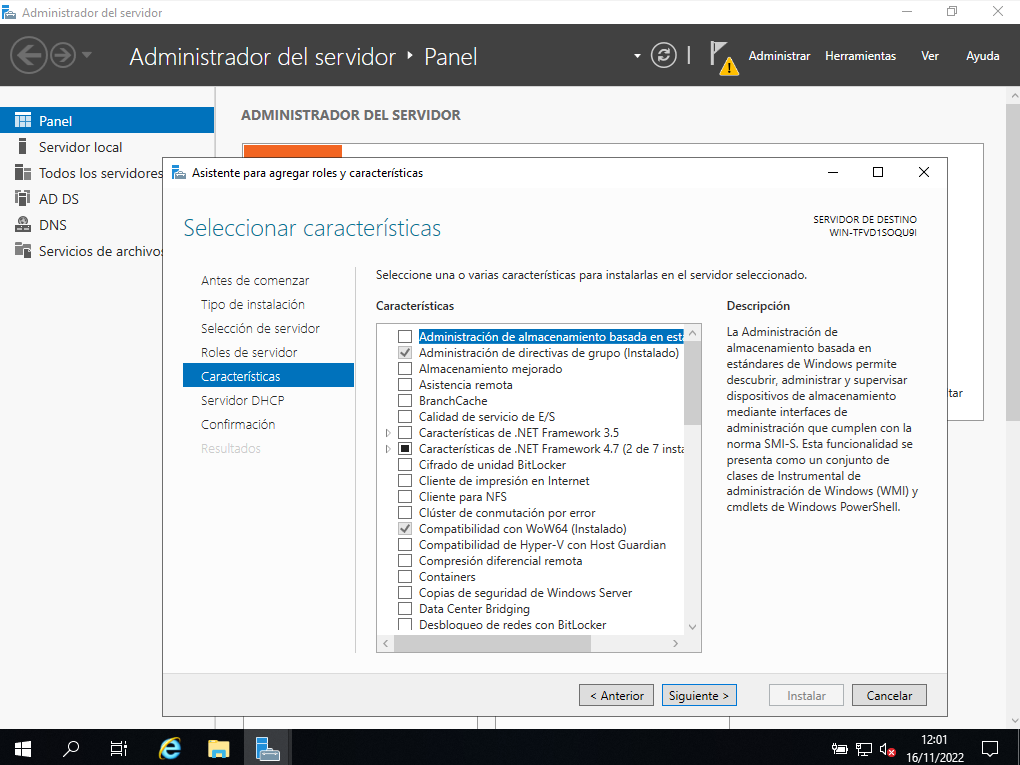 Administrador del servidor
Administrador del servidor ‣ Panel
Administrar Herramientas Ver Ayuda
Panel
Servidor local
Todos los servidores
AD DS
DNS
Servicios de archivos
ADMINISTRADOR DEL SERVIDOR
Asistente para agregar roles y características
Seleccionar características
SERVIDOR DE DESTINO
WIN-TFVD1SOQU9I
Antes de comenzar
Tipo de instalación
Selección de servidor
Roles de servidor
Características
Servidor DHCP
Confirmación
Resultados
Seleccione una o varias características para instalarlas en el servidor seleccionado.
Características
Administración de almacenamiento basada en está
Administración de directivas de grupo (Instalado)
Almacenamiento mejorado
Asistencia remota
BranchCache
Calidad de servicio de E/S
Características de .NET Framework 3.5
Características de .NET Framework 4.7 (2 de 7 insta
Cifrado de unidad BitLocker
Cliente de impresión en Internet
Cliente para NFS
Clúster de conmutación por error
Compatibilidad con WoW64 (Instalado)
Compatibilidad de Hyper-V con Host Guardian
Compresión diferencial remota
Containers
Copias de seguridad de Windows Server
Data Center Bridging
Desbloqueo de redes con BitLocker
Descripción
La Administración de
almacenamiento basada en
estándares de Windows permite
descubrir, administrar y supervisar
dispositivos de almacenamiento
mediante interfaces de
administración que cumplen con la
norma SMI-S. Esta funcionalidad se
presenta como un conjunto de
clases de Instrumental de
administración de Windows (WMI) y
cmdlets de Windows PowerShell.
tar
< Anterior
Siguiente >
Instalar
Cancelar
12:01
16/11/2022